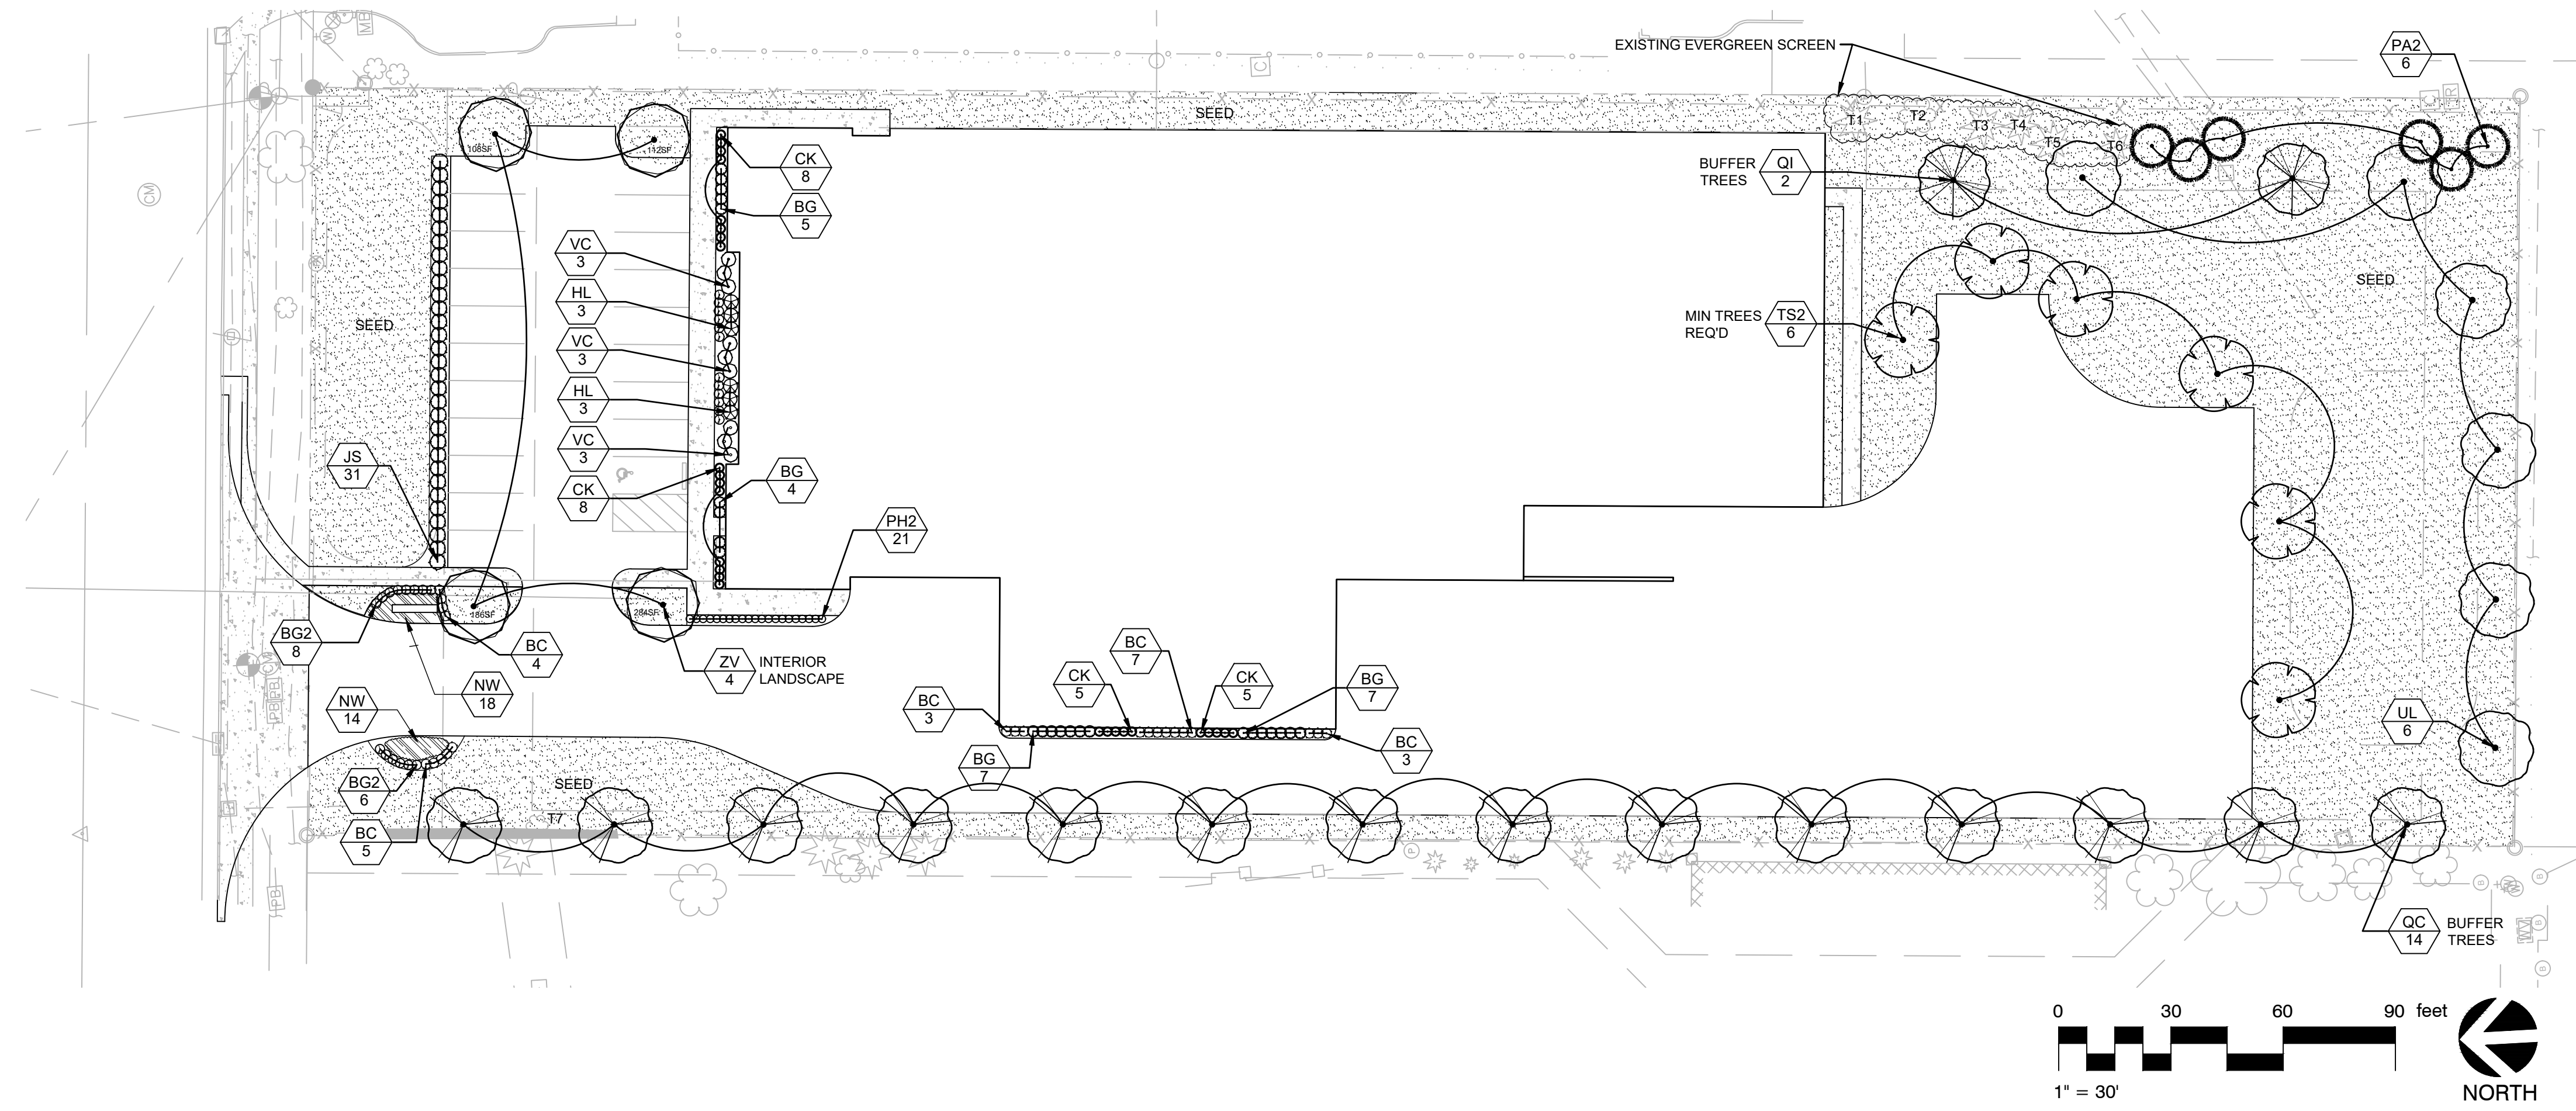 EXISTING EVERGREEN SCREEN
PA2
6
SEED
T1
T2
T3
T4
T5
T6
108SF
112SF
CK
8
BUFFER
TREES
QI
2
BG
5
VC
3
HL
3
SEED
SEED
MIN TREES
REQ'D
TS2
6
VC
3
HL
3
VC
3
JS
31
CK
8
BG
4
PH2
21
186SF
284SF
BG2
8
BC
4
ZV
4
INTERIOR
LANDSCAPE
BC
7
CK
5
CK
5
BG
7
NW
18
NW
14
BC
3
UL
6
BC
3
BG
7
BG2
6
SEED
T7
BC
5
QC
14
BUFFER
TREES
0
30
60
90
feet
1" = 30'
NORTH